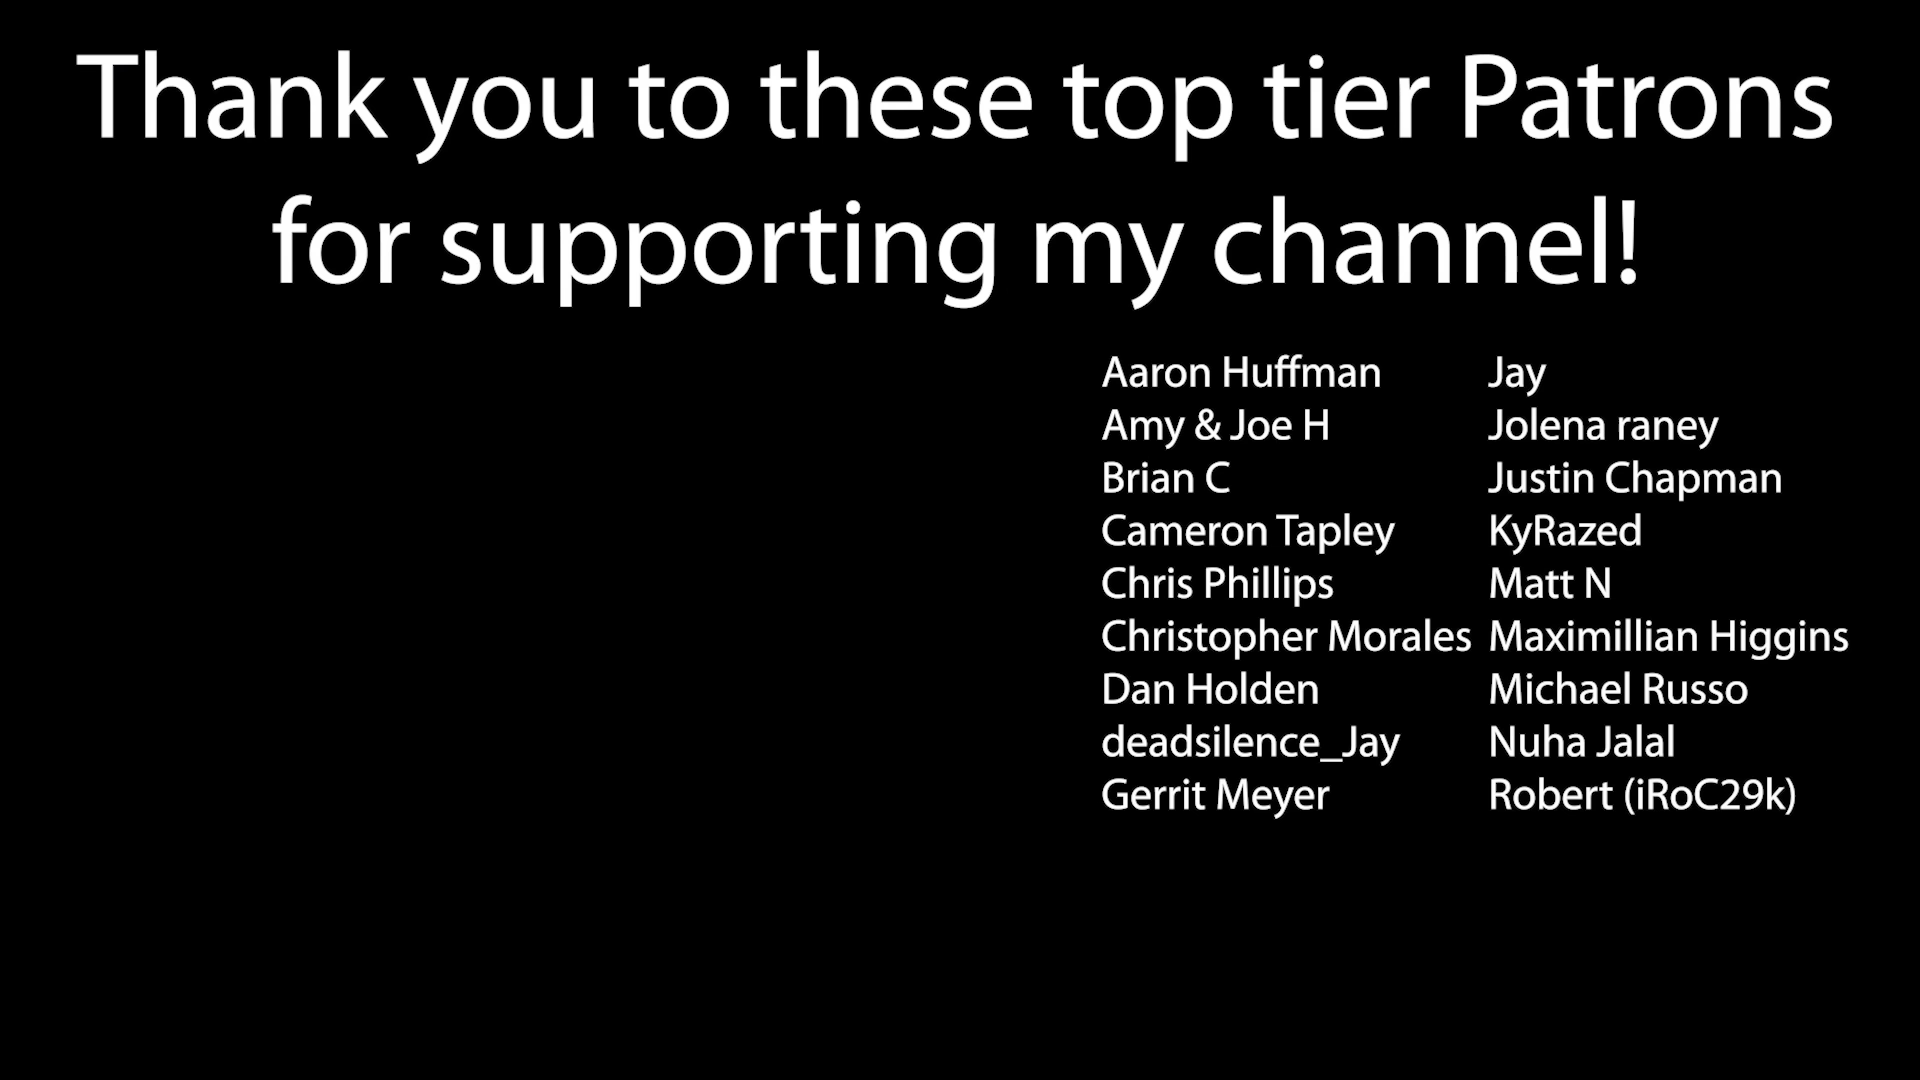 Thank you to these top tier Patrons
for supporting my channel!
Aaron Huffman
Amy & Joe H
Brian C
Cameron Tapley
Chris Phillips
Christopher Morales
Dan Holden
deadsilence_Jay
Gerrit Meyer
Jay
Jolena raney
Justin Chapman
KyRazed
Matt N
Maximillian Higgins
Michael Russo
Nuha Jalal
Robert (iRoC29k)